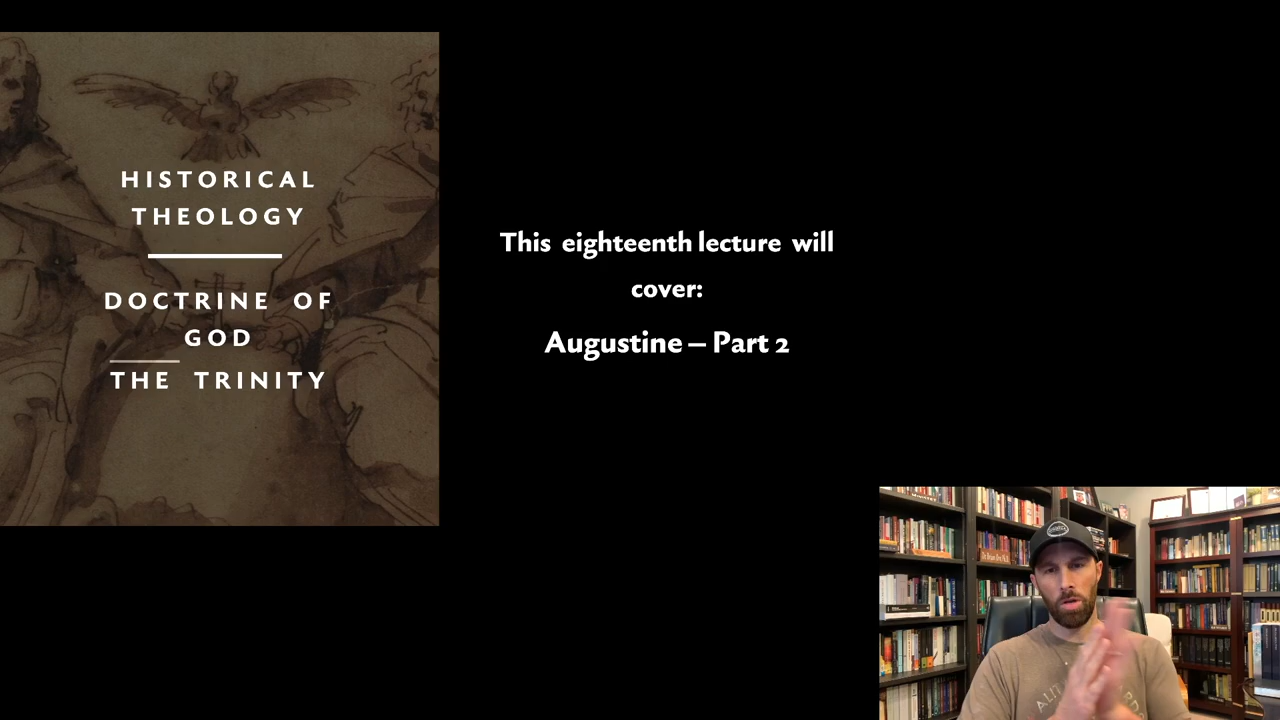 HISTORICAL
THEOLOGY
DOCTRINE OF
GOD
THE TRINITY
This eighteenth lecture will
cover:
Augustine – Part 2